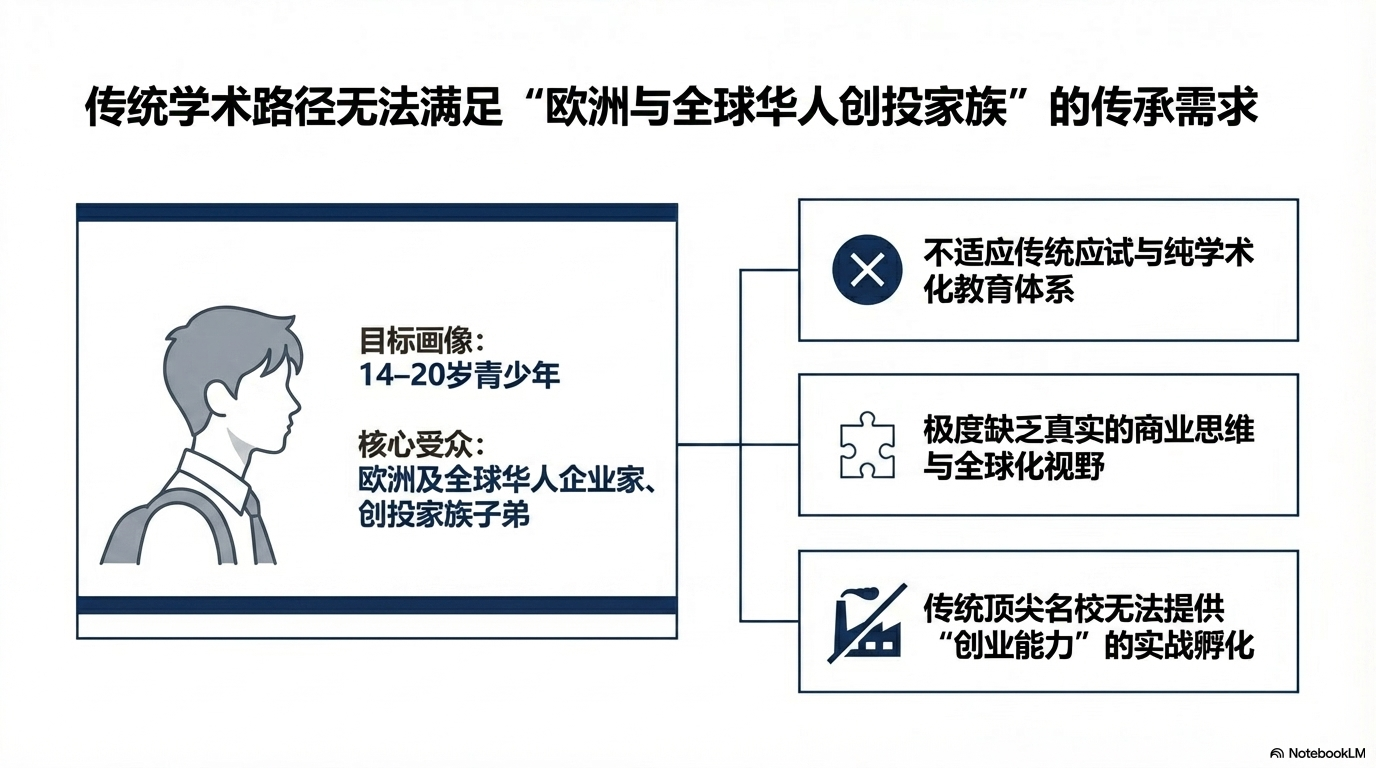 传统学术路径无法满足“欧洲与全球华人创投家族”的传承需求
目标画像：
14–20岁青少年
核心受众：
欧洲及全球华人企业家、
创投家族子弟
不适应传统应试与纯学术
化教育体系
极度缺乏真实的商业思维
与全球化视野
传统顶尖名校无法提供
“创业能力”的实战孵化
NotebookLM